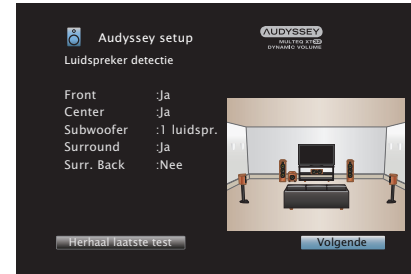 Audyssey setup
AUDYSSEY
MULTEQ XT32
DYNAMIC VOLUME
Luidspreker detectie
Front :Ja
Center :Ja
Subwoofer :1 luidspr.
Surround :Ja
Surr. Back :Nee
Herhaal laatste test
Volgende